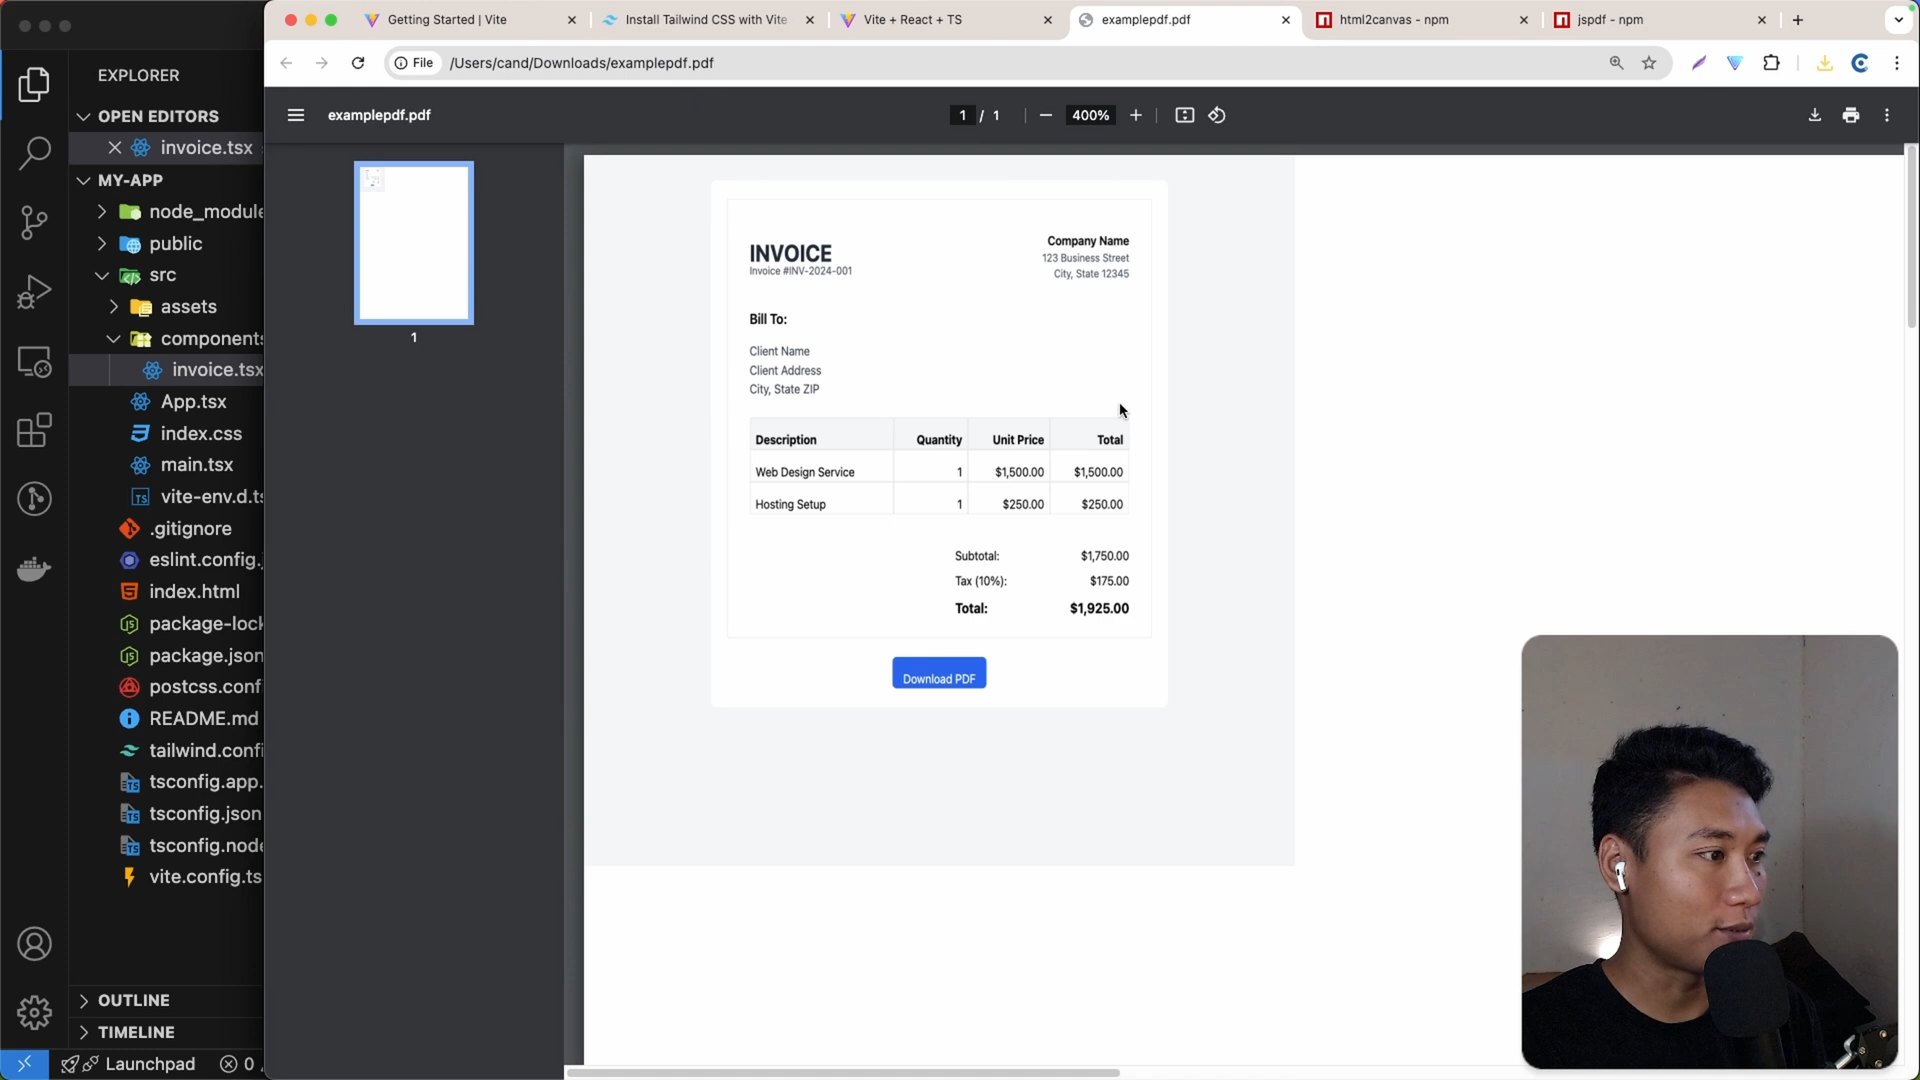 Getting Started | Vite
Install Tailwind CSS with Vite
Vite + React + TS
examplepdf.pdf
html2canvas - npm
jspdf - npm
File
/Users/cand/Downloads/examplepdf.pdf
examplepdf.pdf
1 / 1
400%
EXPLORER
OPEN EDITORS
invoice.tsx
MY-APP
node_module
public
src
assets
components
invoice.tsx
App.tsx
index.css
main.tsx
vite-env.d.ts
.gitignore
eslint.config.j
index.html
package-lock
package.json
postcss.conf
README.md
tailwind.confi
tsconfig.app.
tsconfig.json
tsconfig.node
vite.config.ts
OUTLINE
TIMELINE
Launchpad
0
1
INVOICE
Invoice #INV-2024-001
Company Name
123 Business Street
City, State 12345
Bill To:
Client Name
Client Address
City, State ZIP
Description Quantity Unit Price Total
Web Design Service 1 $1,500.00 $1,500.00
Hosting Setup 1 $250.00 $250.00
Subtotal: $1,750.00
Tax (10%): $175.00
Total: $1,925.00
Download PDF